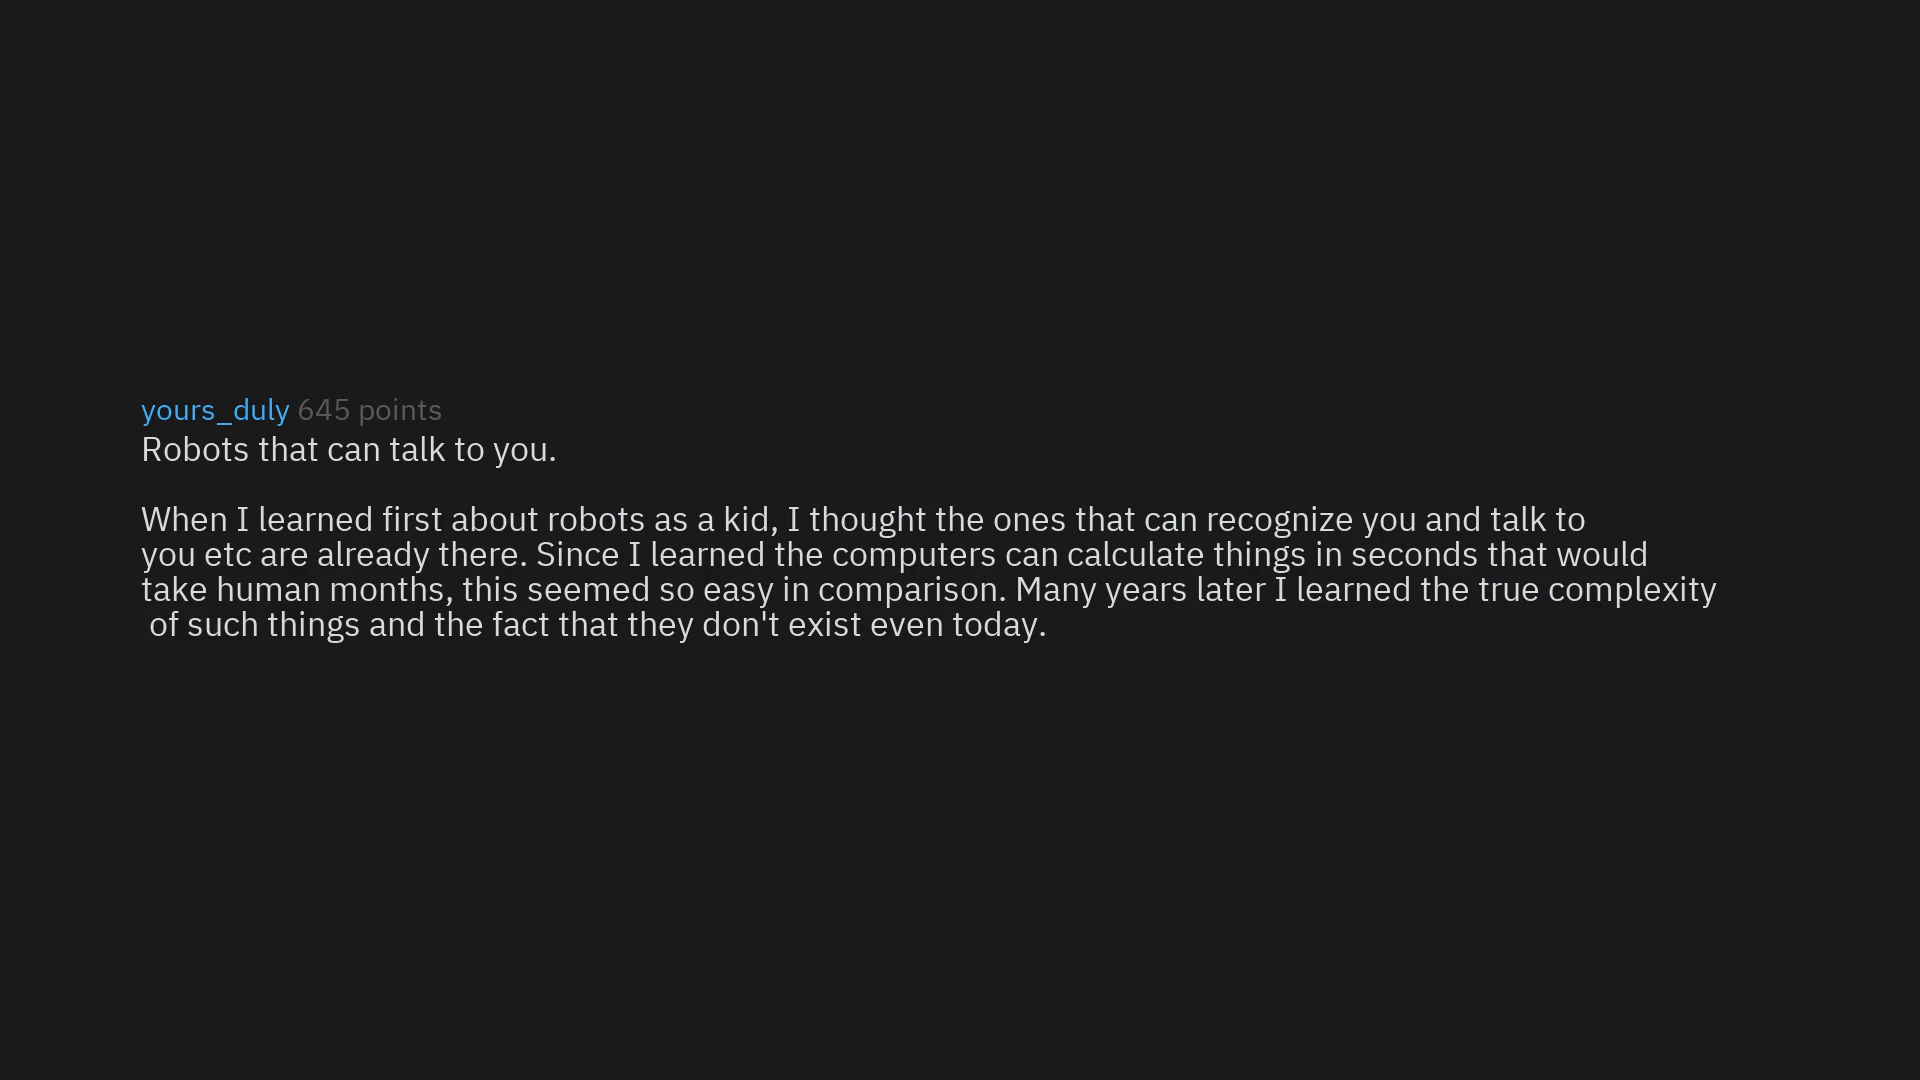 yours_duly 645 points
Robots that can talk to you.
When I learned first about robots as a kid, I thought the ones that can recognize you and talk to
you etc are already there. Since I learned the computers can calculate things in seconds that would
take human months, this seemed so easy in comparison. Many years later I learned the true complexity
of such things and the fact that they don't exist even today.